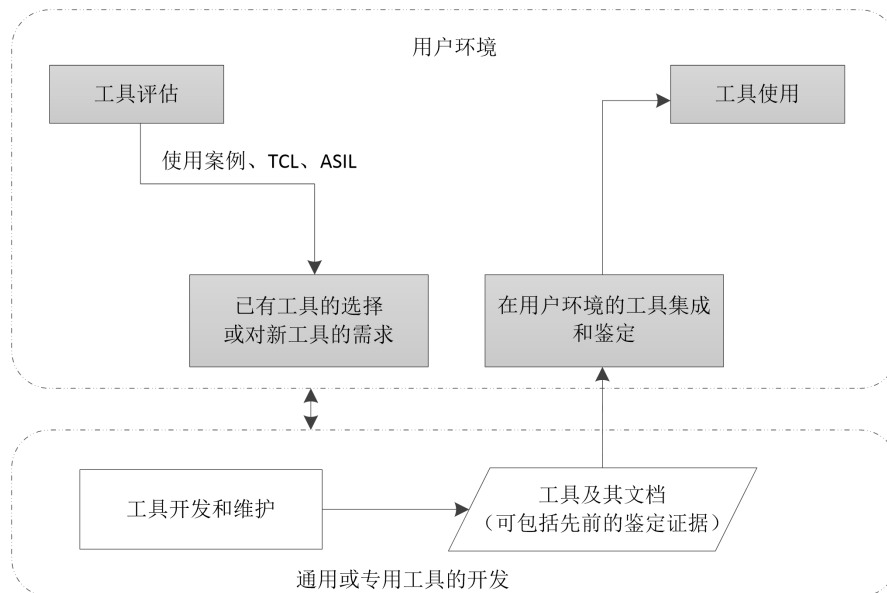 用户环境
工具评估
工具使用
使用案例、TCL、ASIL
已有工具的选择
或对新工具的需求
在用户环境的工具集成
和鉴定
工具开发和维护
工具及其文档
（可包括先前的鉴定证据）
通用或专用工具的开发